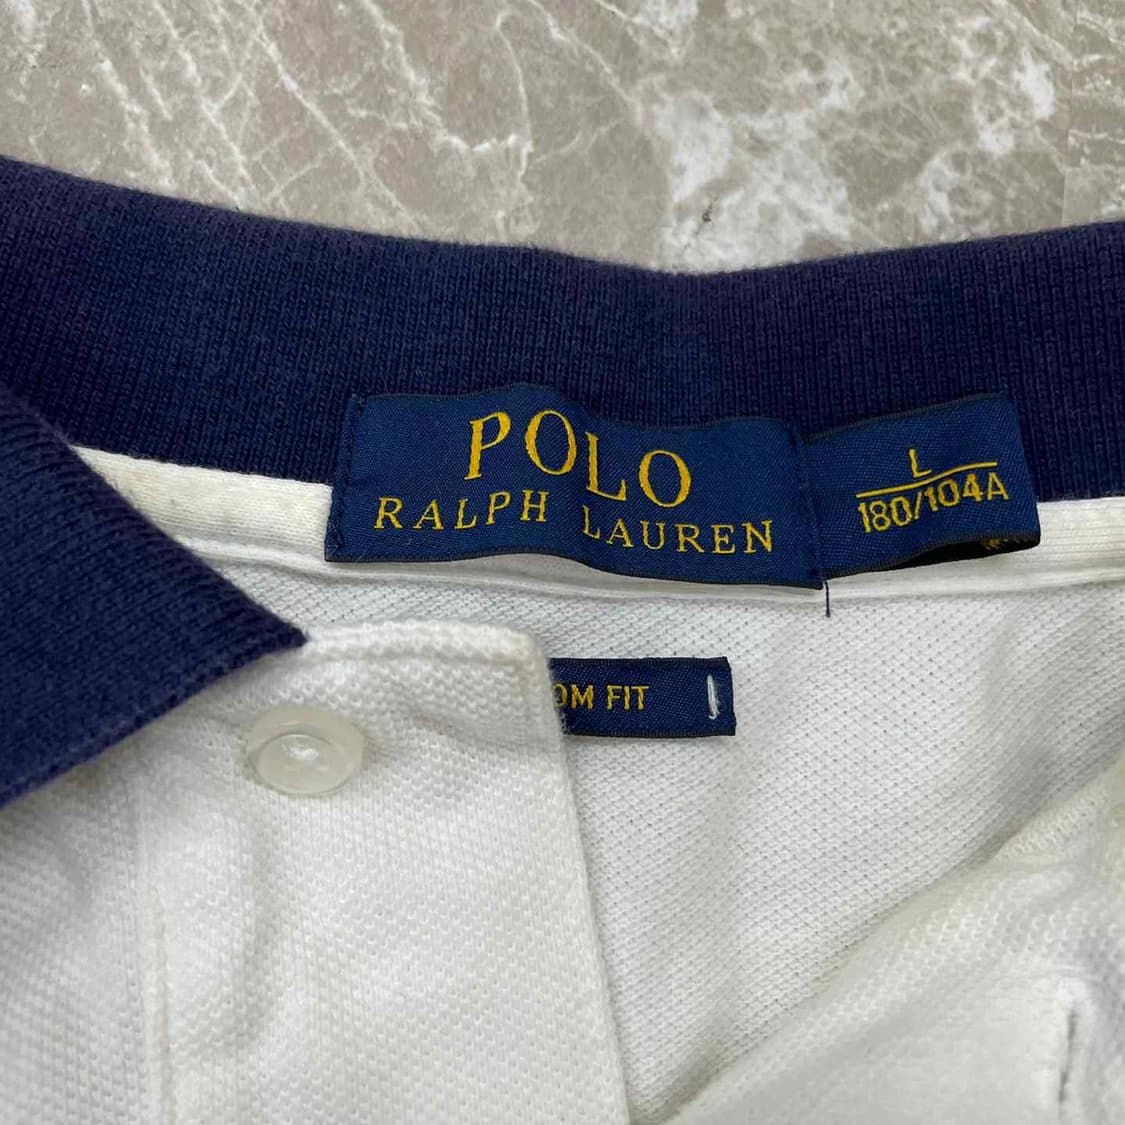 POLO
RALPH LAUREN
L
180/104A
OM FIT